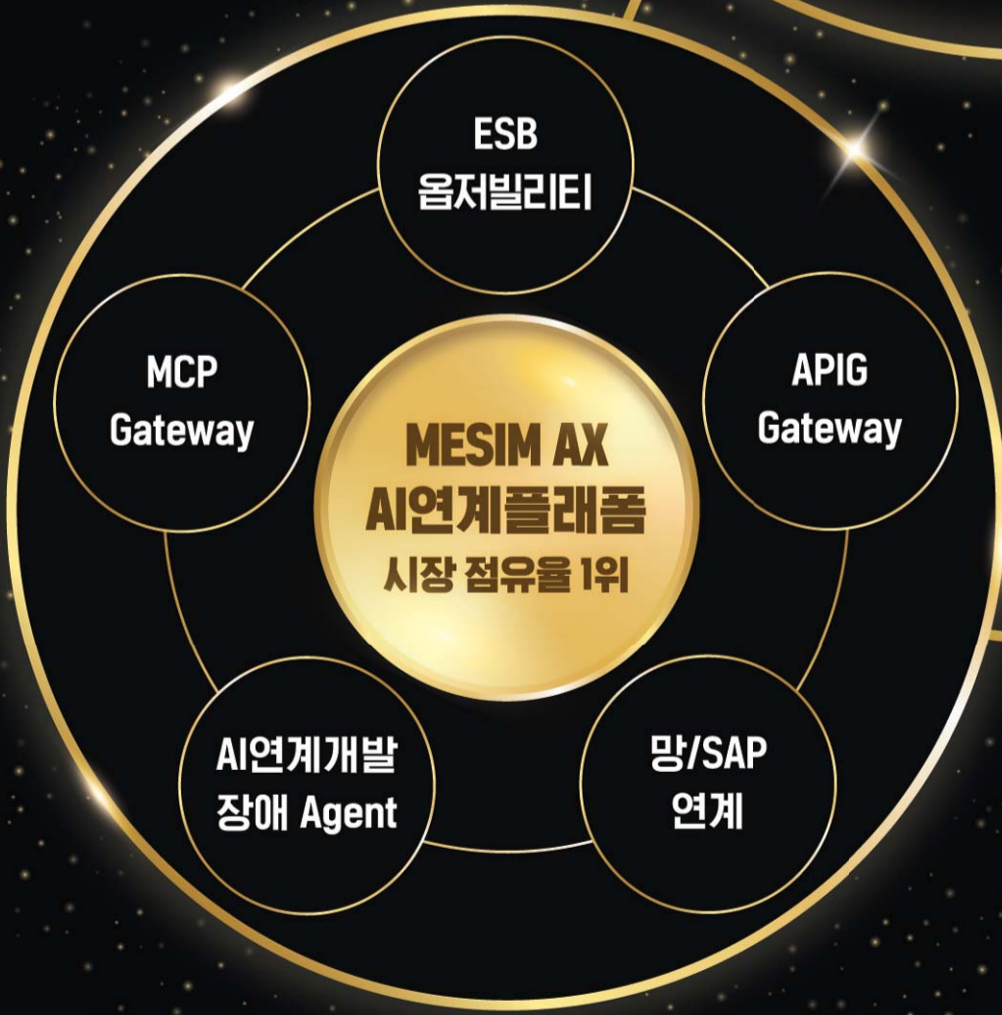 ESB
옵저빌리티
MCP
Gateway
APIG
Gateway
MESIM AX
AI연계플래폼
시장 점유율 1위
AI연계개발
장애 Agent
망/SAP
연계